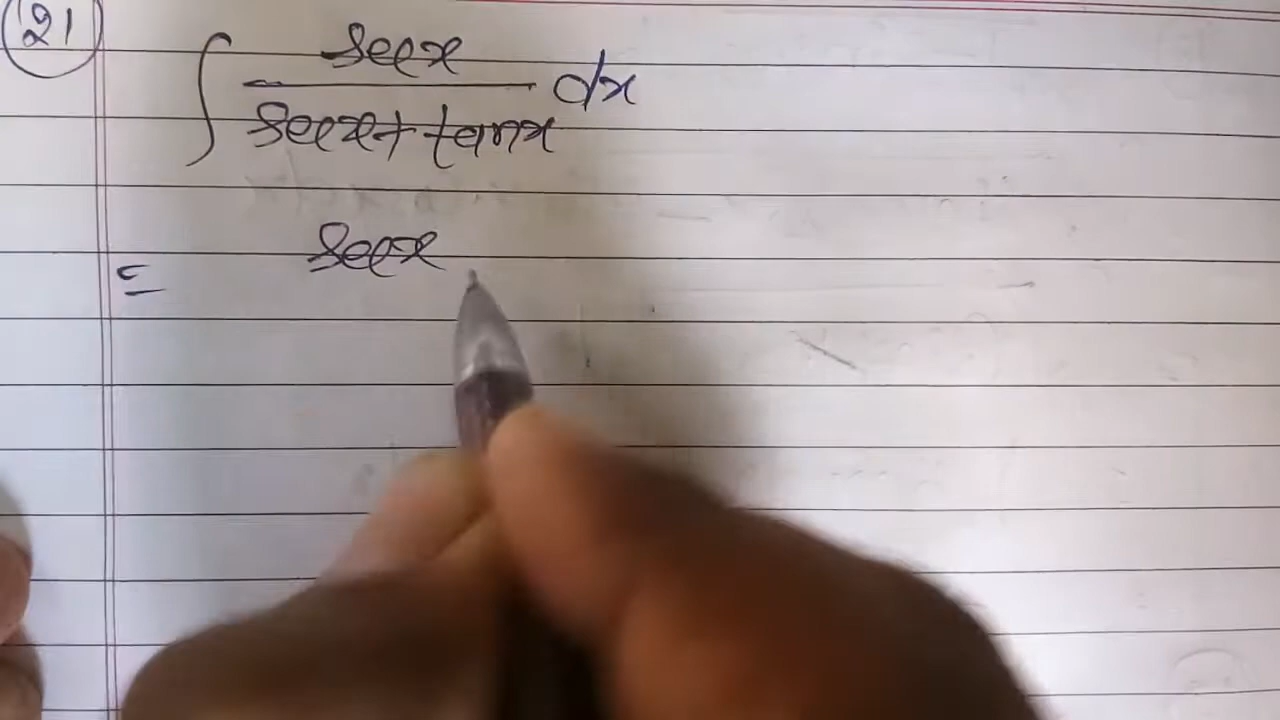 21
∫ secx / secx + tanx dx
= secx